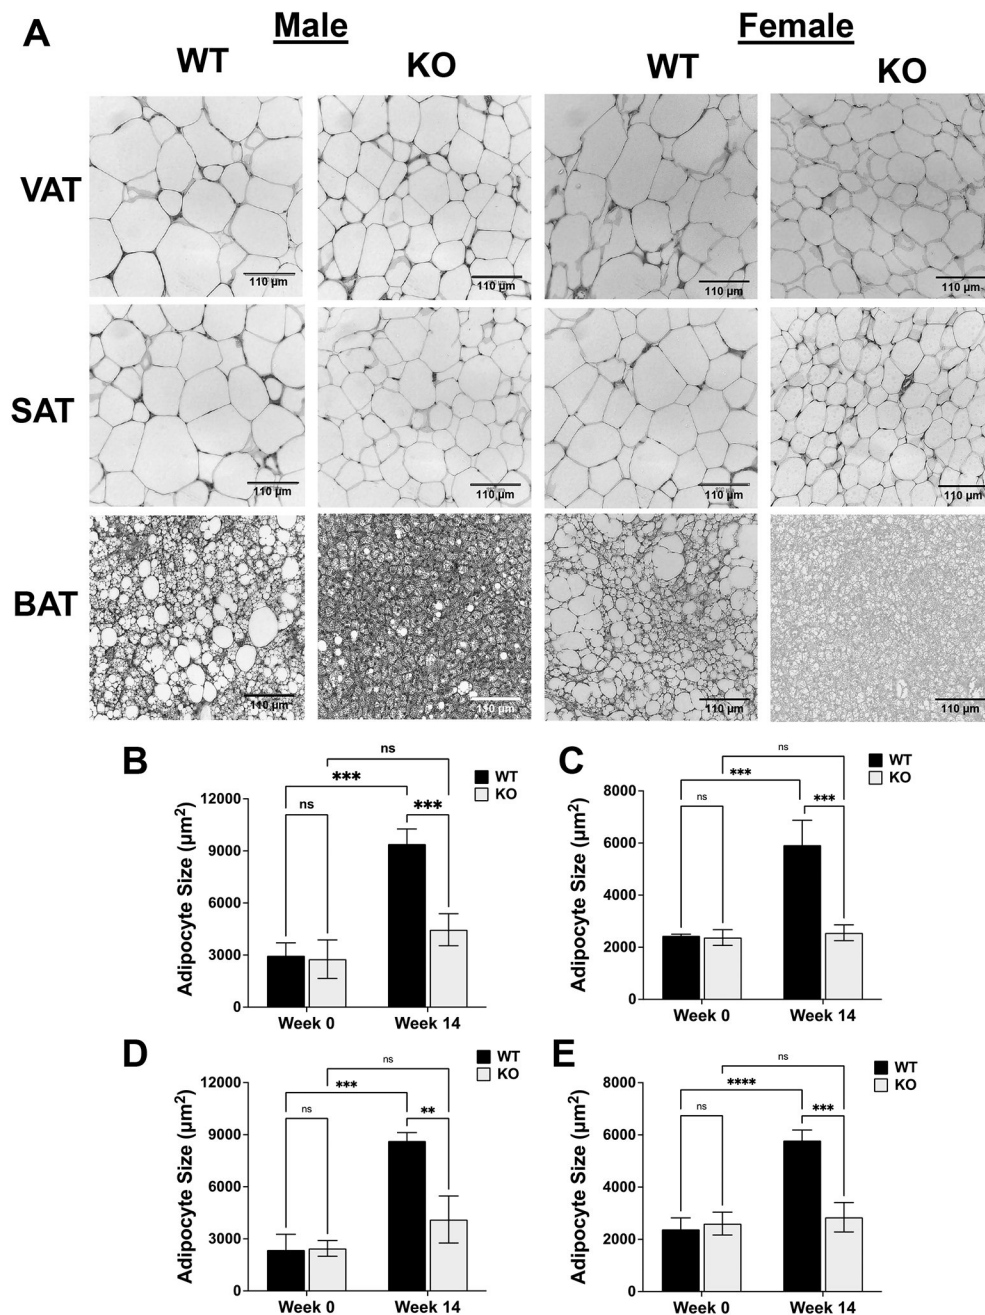 A
Male
Female
WT
KO
WT
KO
VAT
110 µm
110 µm
110 µm
110 µm
SAT
110 µm
110 µm
110 µm
110 µm
BAT
110 µm
110 µm
110 µm
B
ns
***
ns
***
WT
KO
Adipocyte Size (µm²)
12000
9000
6000
3000
0
Week 0
Week 14
C
ns
***
ns
***
WT
KO
Adipocyte Size (µm²)
8000
6000
4000
2000
0
Week 0
Week 14
D
ns
***
ns
**
WT
KO
Adipocyte Size (µm²)
12000
9000
6000
3000
0
Week 0
Week 14
E
ns
****
ns
***
WT
KO
Adipocyte Size (µm²)
8000
6000
4000
2000
0
Week 0
Week 14